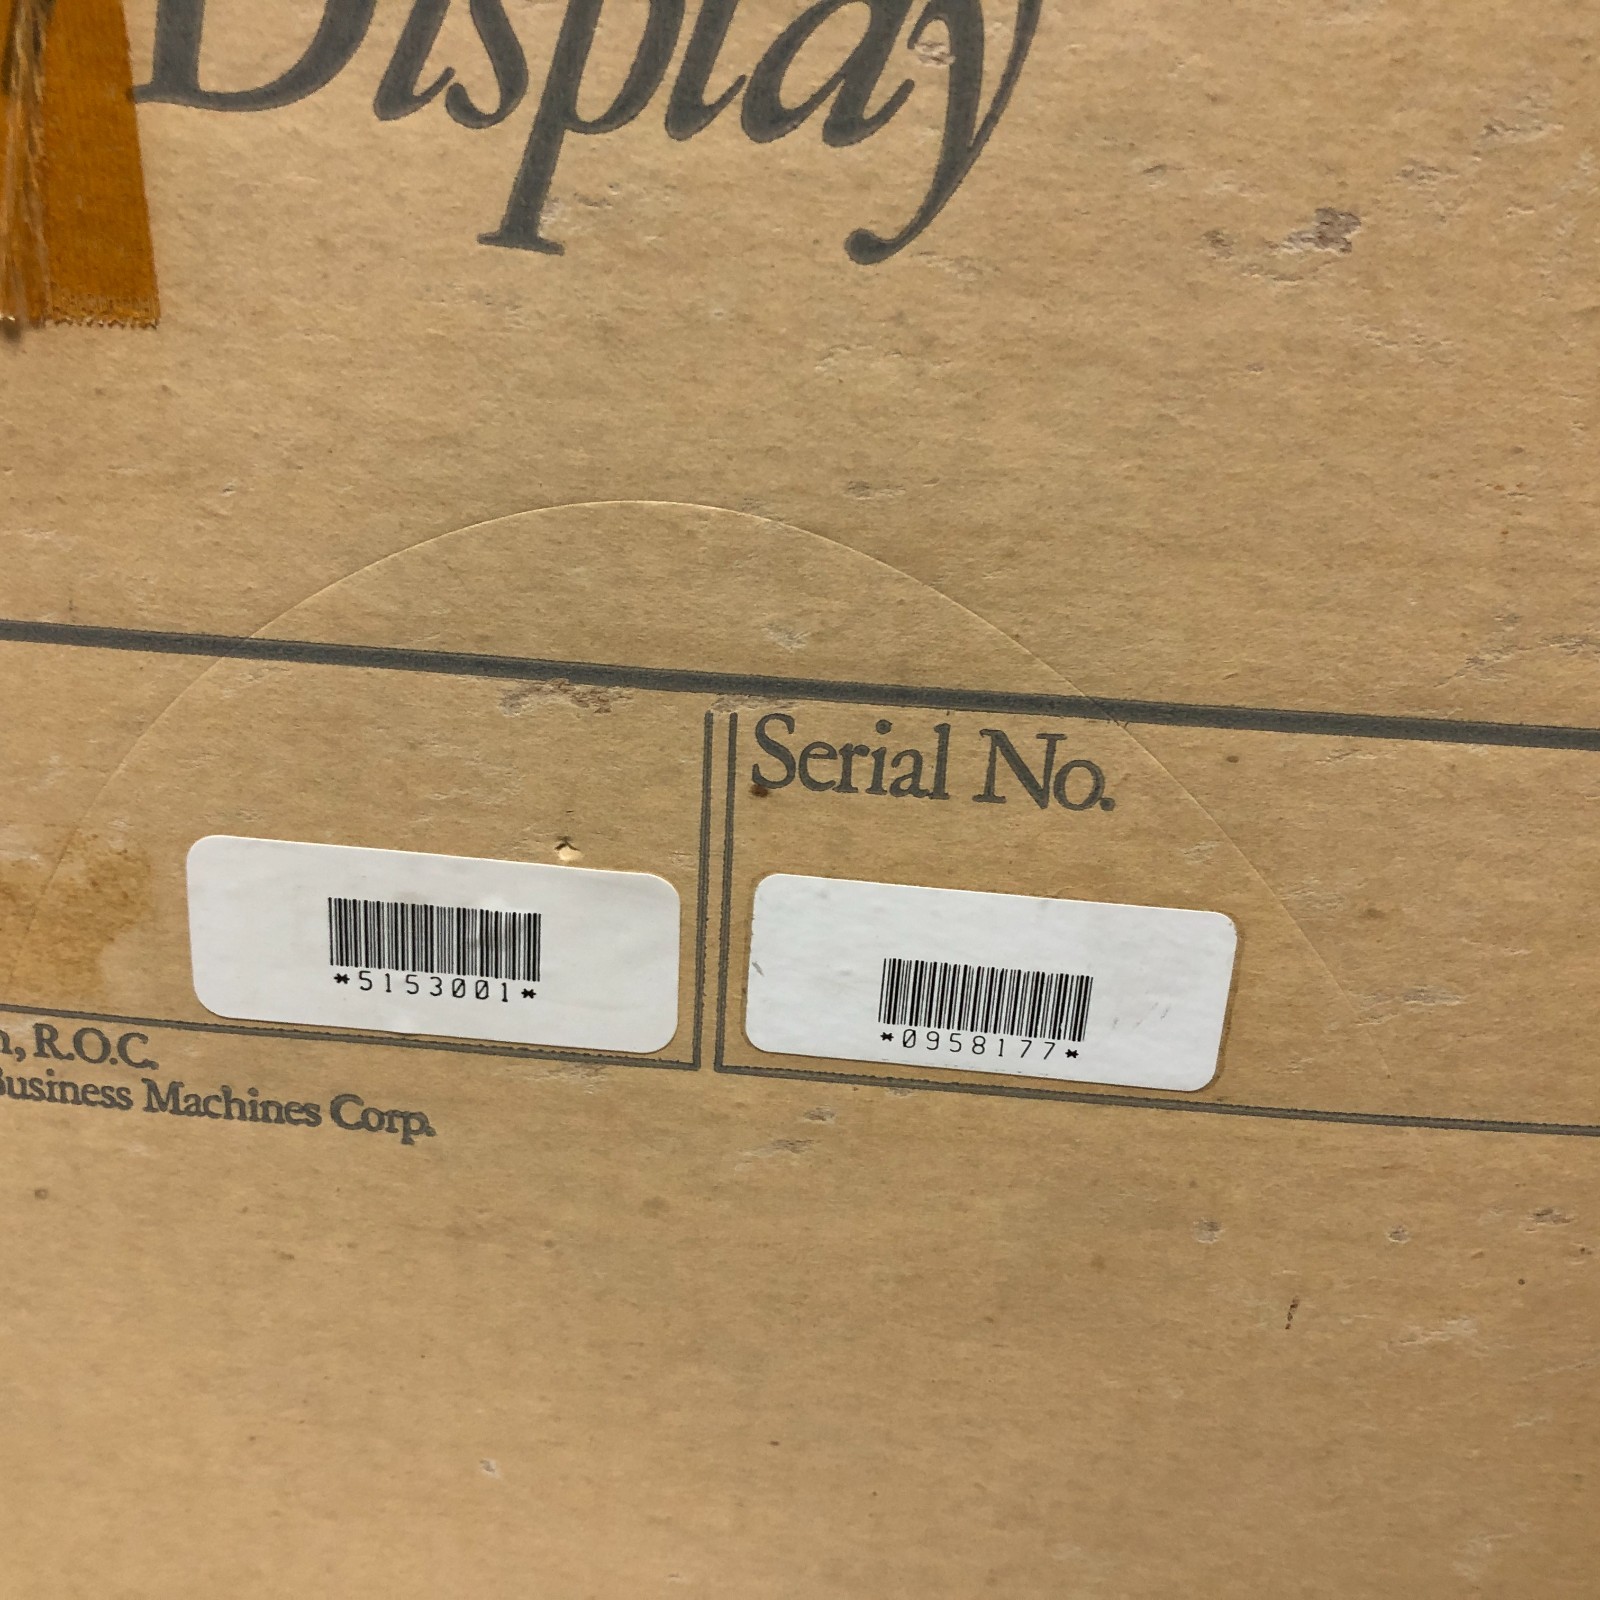 Display
Serial No.
*5153001*
*0958177*
R.O.C.
Business Machines Corp.